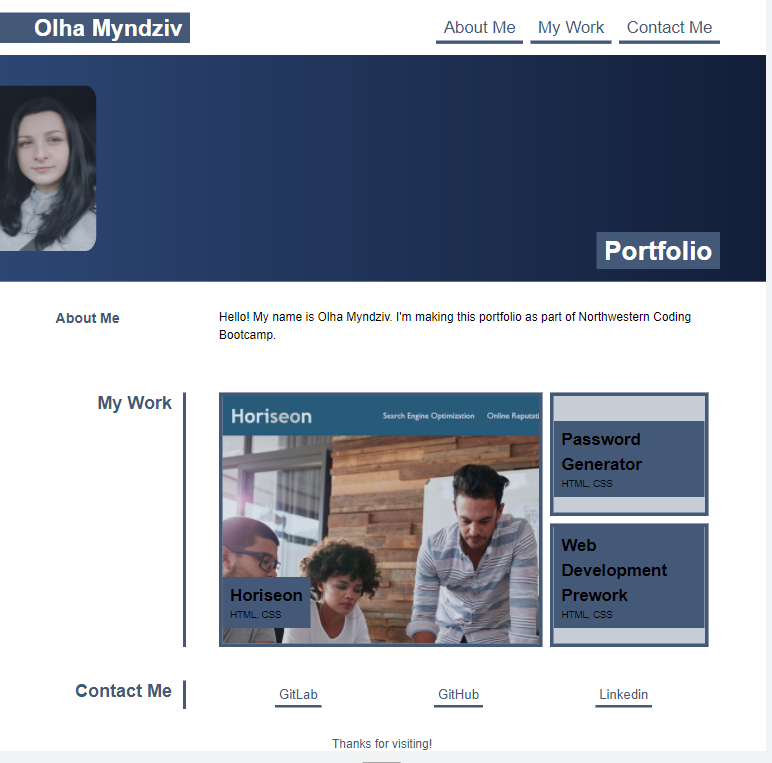 Olha Myndziv
About Me
My Work
Contact Me
Portfolio
About Me
Hello! My name is Olha Myndziv. I'm making this portfolio as part of Northwestern Coding
Bootcamp.
My Work
Horiseon
Search Engine Optimization
Online Reputati
Horiseon
HTML, CSS
Password
Generator
HTML, CSS
Web
Development
Prework
HTML, CSS
Contact Me
GitLab
GitHub
Linkedin
Thanks for visiting!